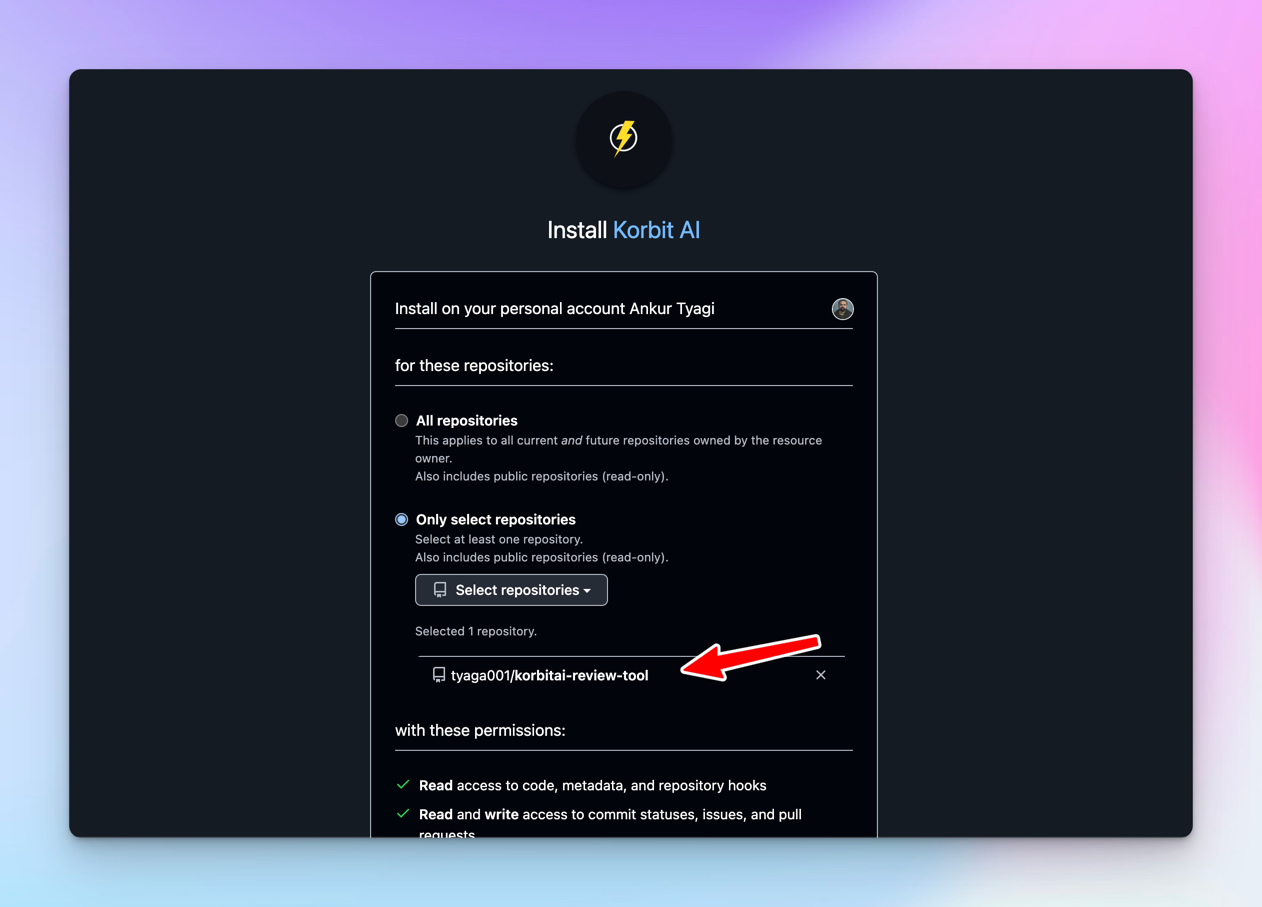 Install Korbit AI
Install on your personal account Ankur Tyagi
for these repositories:
All repositories
This applies to all current and future repositories owned by the resource
owner.
Also includes public repositories (read-only).
Only select repositories
Select at least one repository.
Also includes public repositories (read-only).
Select repositories
Selected 1 repository.
tyaga001/korbitai-review-tool
with these permissions:
Read access to code, metadata, and repository hooks
Read and write access to commit statuses, issues, and pull
requests